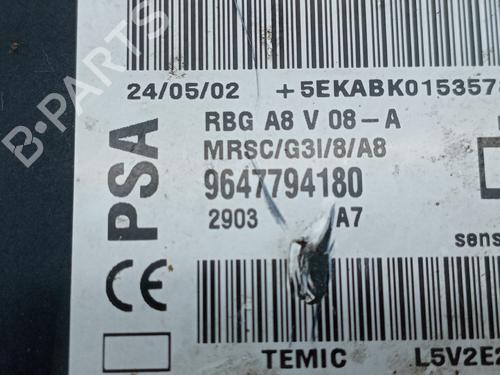 24/05/02 +5EKABK015357
RBG A8 V 08-A
MRSC/G3I/8/A8
9647794180
2903 A7
PSA
CE
sens
TEMIC L5V2E2
B-PARTS